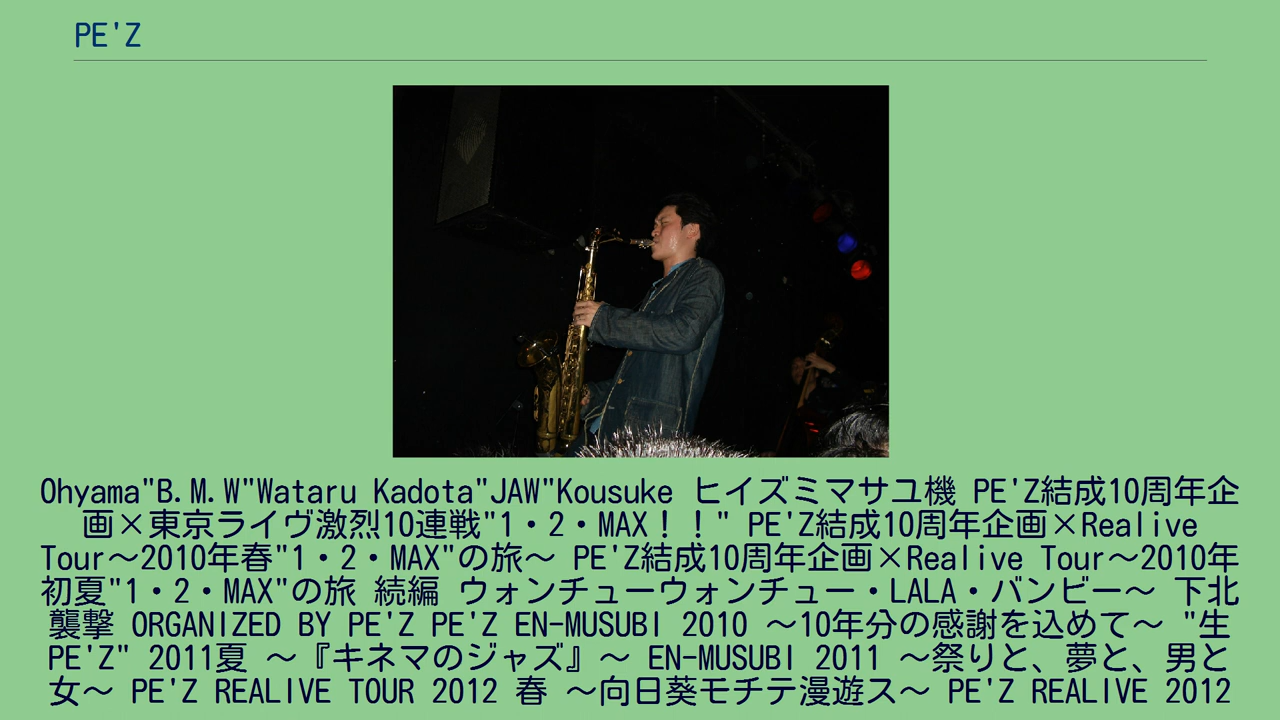 PE'Z
Ohyama"B.M.W"Wataru Kadota"JAW"Kousuke ヒイズミマサユ機 PE'Z結成10周年企
画×東京ライヴ激烈10連戦"1・2・MAX！！" PE'Z結成10周年企画×Realive
Tour～2010年春"1・2・MAX"の旅～ PE'Z結成10周年企画×Realive Tour～2010年
初夏"1・2・MAX"の旅 続編 ウォンチューウォンチュー・LALA・バンビー～ 下北
襲撃 ORGANIZED BY PE'Z PE'Z EN-MUSUBI 2010 ～10年分の感謝を込めて～ "生
PE'Z" 2011夏 ～『キネマのジャズ』～ EN-MUSUBI 2011 ～祭りと、夢と、男と
女～ PE'Z REALIVE TOUR 2012 春 ～向日葵モチテ漫遊ス～ PE'Z REALIVE 2012